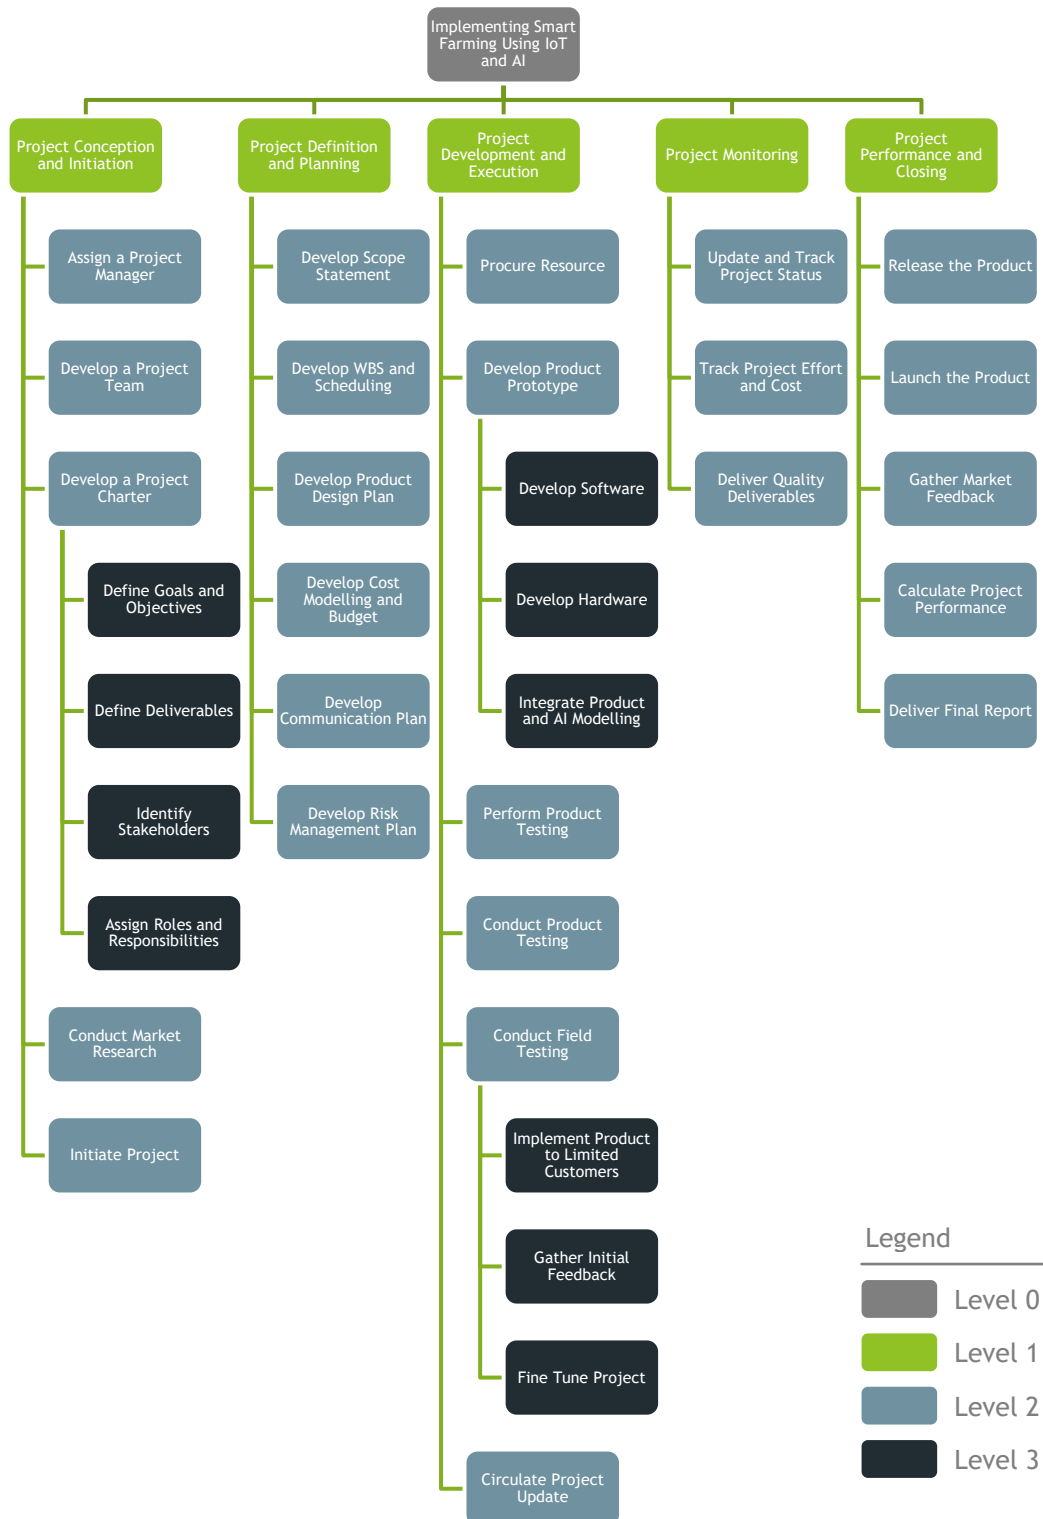 Implementing Smart
Farming Using IoT
and AI
Project Conception
and Initiation
Assign a Project
Manager
Develop a Project
Team
Develop a Project
Charter
Define Goals and
Objectives
Define Deliverables
Identify
Stakeholders
Assign Roles and
Responsibilities
Conduct Market
Research
Initiate Project
Project Definition
and Planning
Develop Scope
Statement
Develop WBS and
Scheduling
Develop Product
Design Plan
Develop Cost
Modelling and
Budget
Develop
Communication Plan
Develop Risk
Management Plan
Project
Development and
Execution
Procure Resource
Develop Product
Prototype
Develop Software
Develop Hardware
Integrate Product
and AI Modelling
Perform Product
Testing
Conduct Product
Testing
Conduct Field
Testing
Implement Product
to Limited
Customers
Gather Initial
Feedback
Fine Tune Project
Circulate Project
Update
Project Monitoring
Update and Track
Project Status
Track Project Effort
and Cost
Deliver Quality
Deliverables
Project
Performance and
Closing
Release the Product
Launch the Product
Gather Market
Feedback
Calculate Project
Performance
Deliver Final Report
Legend
Level 0
Level 1
Level 2
Level 3